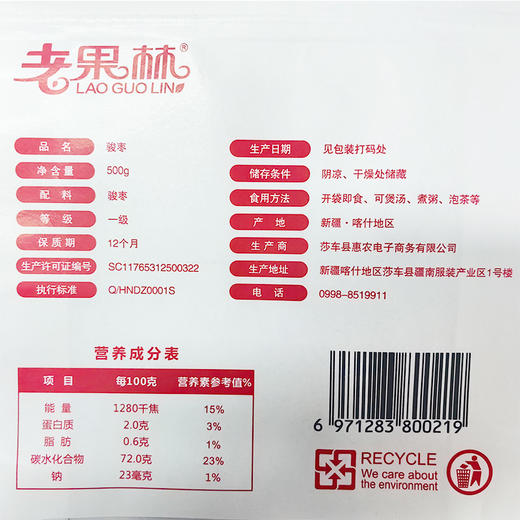 老果林®
LAO GUO LIN
品名 骏枣
净含量 500g
配料 骏枣
等级 一级
保质期 12个月
生产许可证编号 SC11765312500322
执行标准 Q/HNDZ0001S
生产日期 见包装打码处
储存条件 阴凉、干燥处储藏
食用方法 开袋即食、可煲汤、煮粥、泡茶等
产地 新疆·喀什地区
生产商 莎车县惠农电子商务有限公司
生产地址 新疆喀什地区莎车县疆南服装产业区1号楼
电话 0998-8519911
营养成分表
项目 每100克 营养素参考值%
能量 1280千焦 15%
蛋白质 2.0克 3%
脂肪 0.6克 1%
碳水化合物 72.0克 23%
钠 23毫克 1%
6 971283 800219
RECYCLE
We care about
the environment